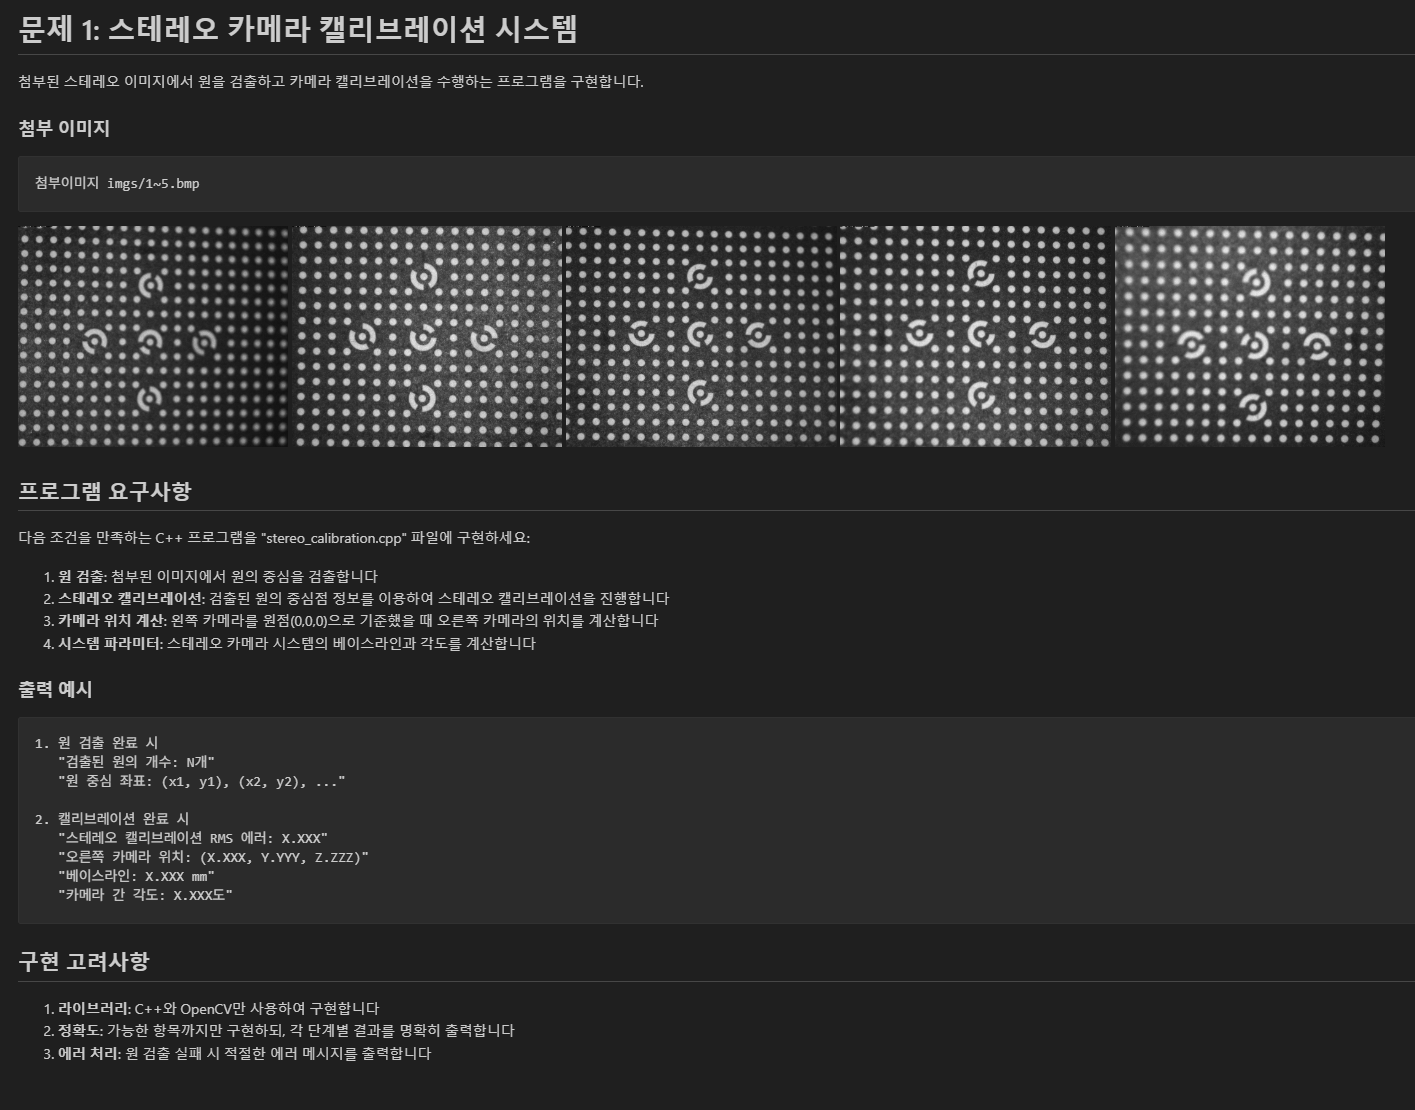 문제 1: 스테레오 카메라 캘리브레이션 시스템
첨부된 스테레오 이미지에서 원을 검출하고 카메라 캘리브레이션을 수행하는 프로그램을 구현합니다.
첨부 이미지
첨부이미지 imgs/1~5.bmp
프로그램 요구사항
다음 조건을 만족하는 C++ 프로그램을 "stereo_calibration.cpp" 파일에 구현하세요:
1. 원 검출: 첨부된 이미지에서 원의 중심을 검출합니다
2. 스테레오 캘리브레이션: 검출된 원의 중심점 정보를 이용하여 스테레오 캘리브레이션을 진행합니다
3. 카메라 위치 계산: 왼쪽 카메라를 원점(0,0,0)으로 기준했을 때 오른쪽 카메라의 위치를 계산합니다
4. 시스템 파라미터: 스테레오 카메라 시스템의 베이스라인과 각도를 계산합니다
출력 예시
1. 원 검출 완료 시
"검출된 원의 개수: N개"
"원 중심 좌표: (x1, y1), (x2, y2), ..."
2. 캘리브레이션 완료 시
"스테레오 캘리브레이션 RMS 에러: X.XXX"
"오른쪽 카메라 위치: (X.XXX, Y.YYY, Z.ZZZ)"
"베이스라인: X.XXX mm"
"카메라 간 각도: X.XXX도"
구현 고려사항
1. 라이브러리: C++와 OpenCV만 사용하여 구현합니다
2. 정확도: 가능한 항목까지만 구현하되, 각 단계별 결과를 명확히 출력합니다
3. 에러 처리: 원 검출 실패 시 적절한 에러 메시지를 출력합니다